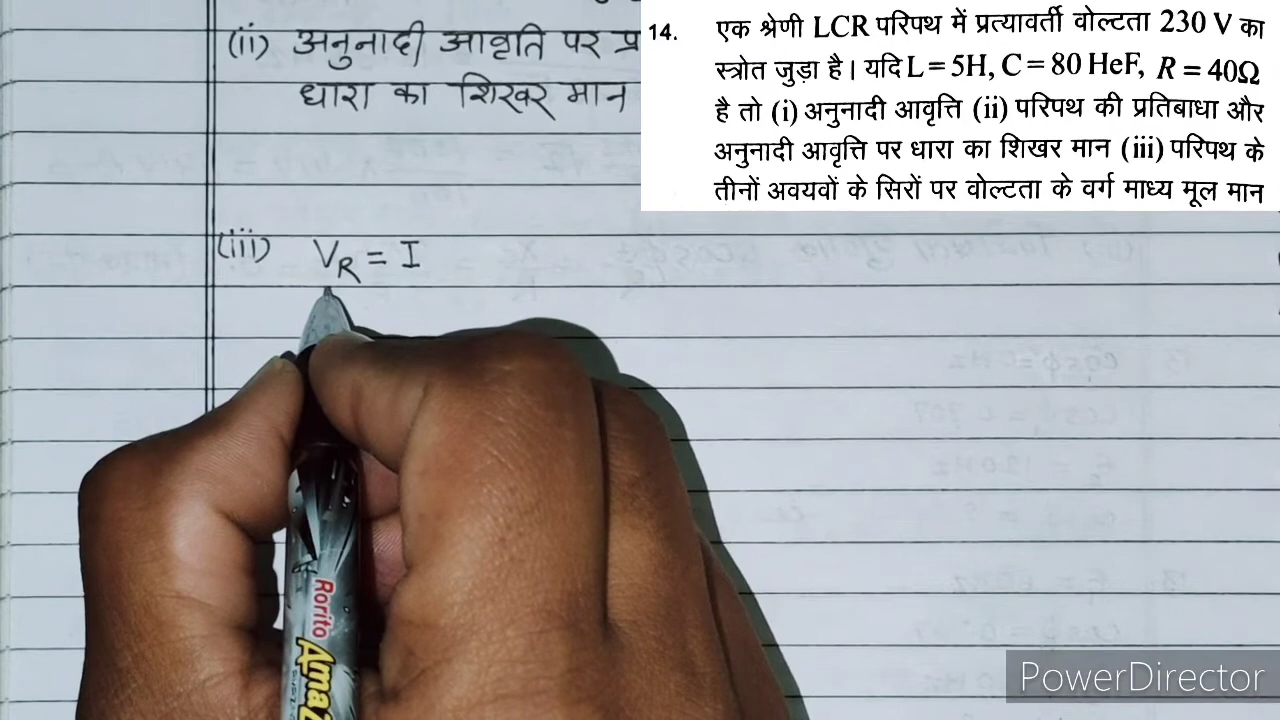 (ii) अनुनादी आवृति पर प्र
धारा का शिखर मान
14. एक श्रेणी LCR परिपथ में प्रत्यावर्ती वोल्टता 230 V का
स्त्रोत जुड़ा है। यदि L = 5H, C = 80 HeF, R = 40Ω
है तो (i) अनुनादी आवृत्ति (ii) परिपथ की प्रतिबाधा और
अनुनादी आवृत्ति पर धारा का शिखर मान (iii) परिपथ के
तीनों अवयवों के सिरों पर वोल्टता के वर्ग माध्य मूल मान
(iii) VR = I
Rorito
PowerDirector